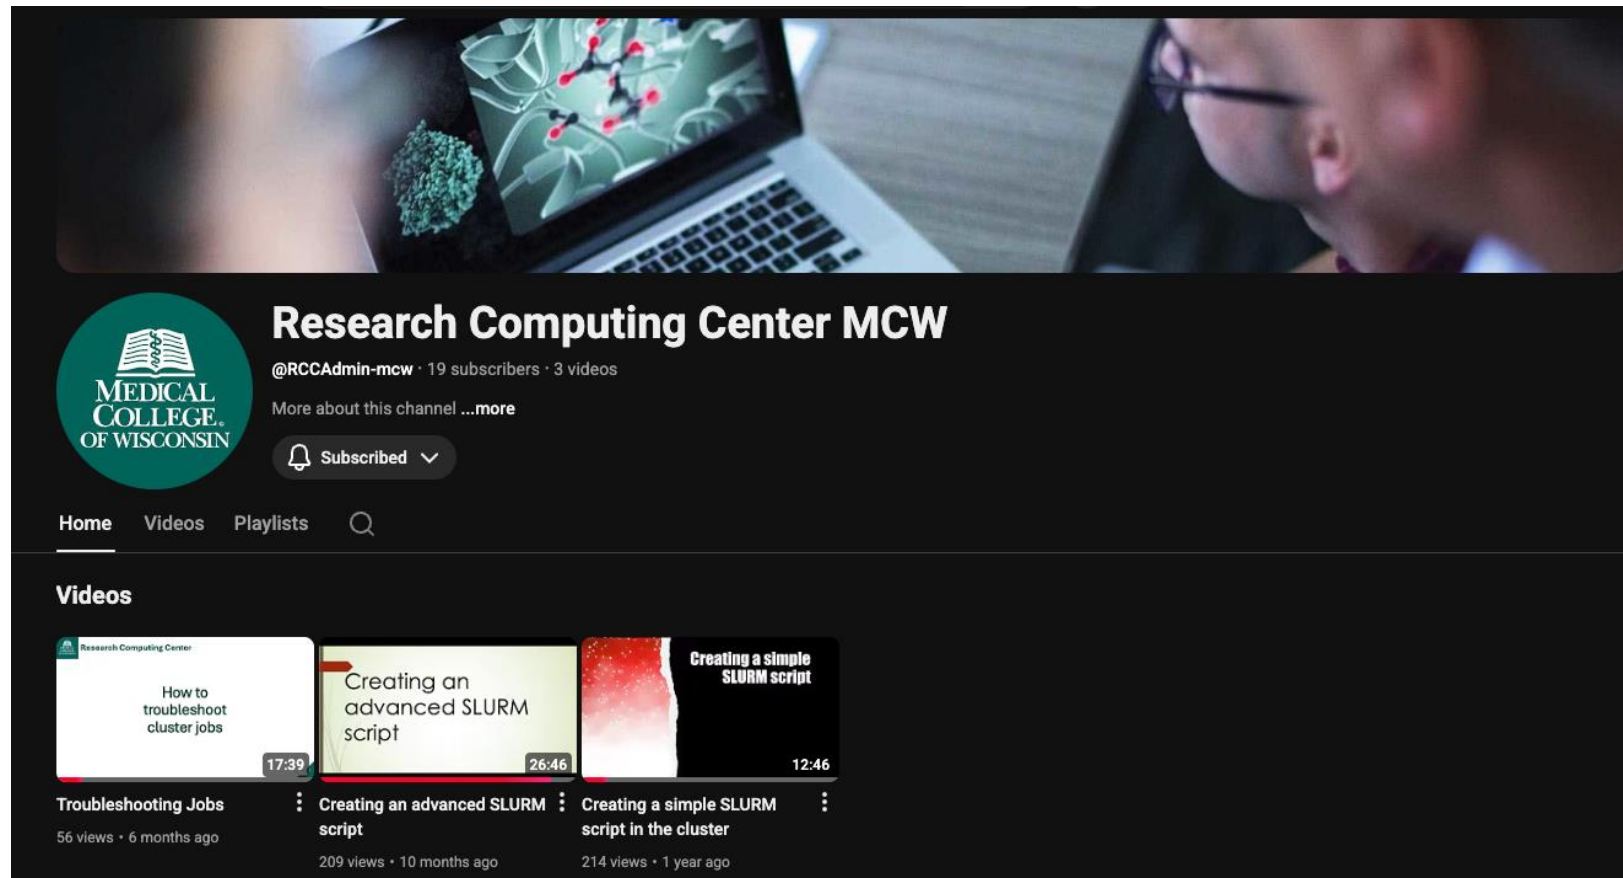 Research Computing Center MCW
@RCCAdmin-mcw · 19 subscribers · 3 videos
More about this channel ...more
MEDICAL
COLLEGE®
OF WISCONSIN
Subscribed
Home Videos Playlists
Videos
Research Computing Center
How to
troubleshoot
cluster jobs
17:39
Troubleshooting Jobs
56 views • 6 months ago
Creating an
advanced SLURM
script
26:46
Creating an advanced SLURM
script
209 views • 10 months ago
Creating a simple
SLURM script
12:46
Creating a simple SLURM
script in the cluster
214 views • 1 year ago